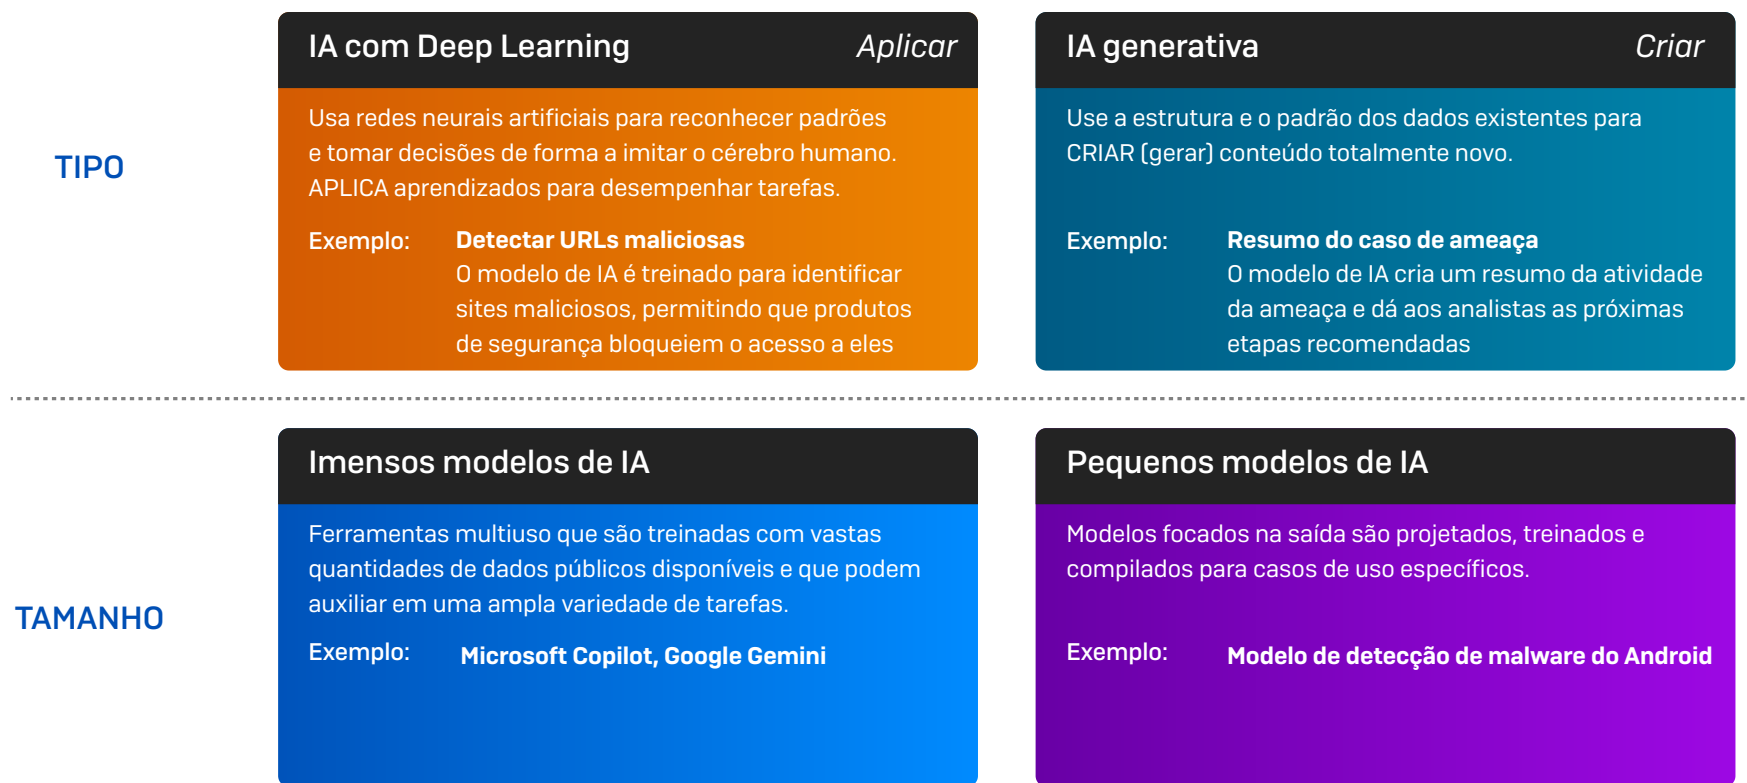 TIPO
IA com Deep Learning Aplicar
Usa redes neurais artificiais para reconhecer padrões
e tomar decisões de forma a imitar o cérebro humano.
APLICA aprendizados para desempenhar tarefas.
Exemplo: Detectar URLs maliciosas
O modelo de IA é treinado para identificar
sites maliciosos, permitindo que produtos
de segurança bloqueiem o acesso a eles
IA generativa Criar
Use a estrutura e o padrão dos dados existentes para
CRIAR (gerar) conteúdo totalmente novo.
Exemplo: Resumo do caso de ameaça
O modelo de IA cria um resumo da atividade
da ameaça e dá aos analistas as próximas
etapas recomendadas
TAMANHO
Imensos modelos de IA
Ferramentas multiuso que são treinadas com vastas
quantidades de dados públicos disponíveis e que podem
auxiliar em uma ampla variedade de tarefas.
Exemplo: Microsoft Copilot, Google Gemini
Pequenos modelos de IA
Modelos focados na saída são projetados, treinados e
compilados para casos de uso específicos.
Exemplo: Modelo de detecção de malware do Android